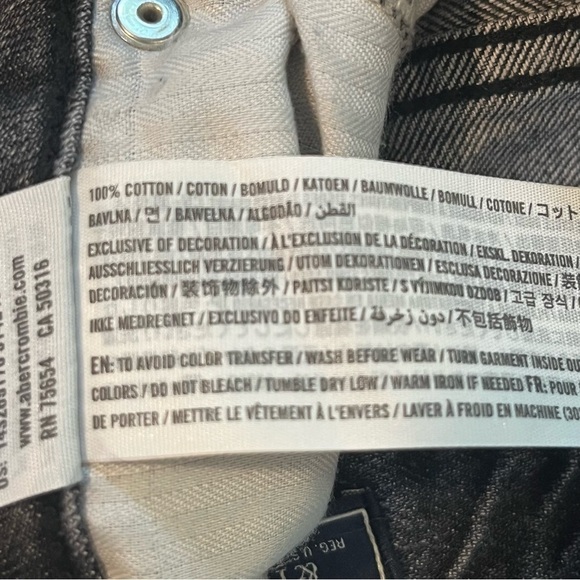 100% COTTON / COTON / BOMULD / KATOEN / BAUMWOLLE / BOMULL / COTONE / コット
BAVLNA / 면 / BAWEŁNA / ALGODÃO / القطن
EXCLUSIVE OF DECORATION / À L'EXCLUSION DE LA DÉCORATION / EKSKL. DEKORATION /
AUSSCHLIESSLICH VERZIERUNG / UTOM DEKORATIONEN / ESCLUSA DECORAZIONE / 装
DECORACIÓN / 装饰物除外 / PAITSI KORISTE / S VÝJIMKOU OZDOB / 고급 장식 /
IKKE MEDREGNET / EXCLUSIVO DO ENFEITE / دون زخرفة / 不包括飾物
EN: TO AVOID COLOR TRANSFER / WASH BEFORE WEAR / TURN GARMENT INSIDE OU
COLORS / DO NOT BLEACH / TUMBLE DRY LOW / WARM IRON IF NEEDED FR: POUR
DE PORTER / METTRE LE VÊTEMENT À L'ENVERS / LAVER À FROID EN MACHINE (30
www.abercrombie.com
RN 75654 CA 50316
REG. U.S.
&